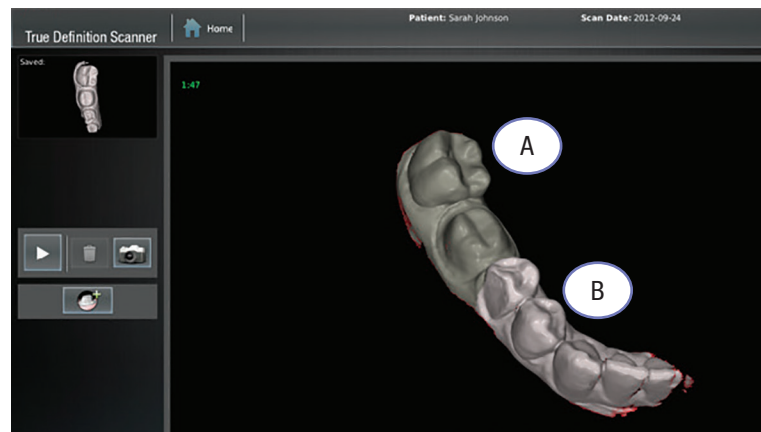 True Definition Scanner
Home
Patient: Sarah Johnson
Scan Date: 2012-09-24
Saved:
1:47
A
B